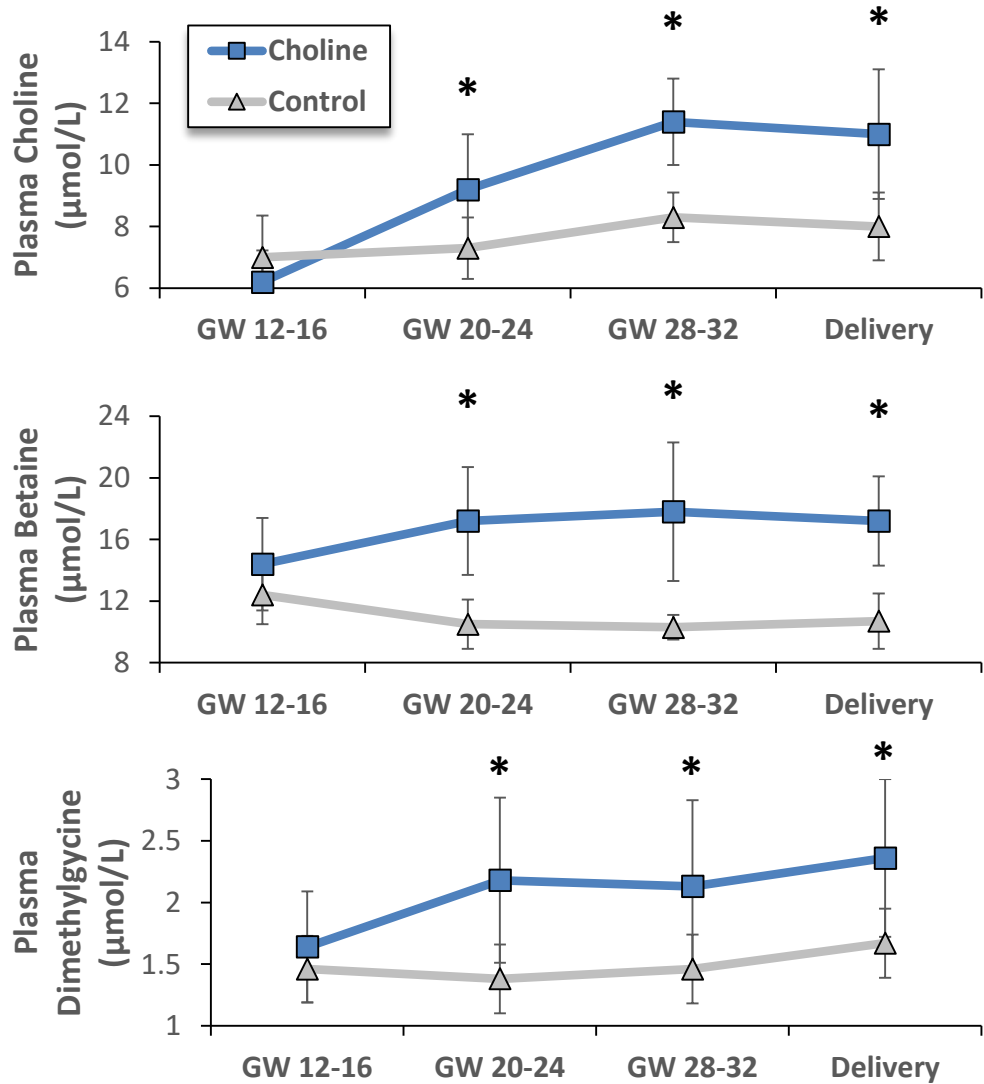 *
*
*
Choline
Control
14
12
10
8
6
Plasma Choline
(µmol/L)
GW 12-16 GW 20-24 GW 28-32 Delivery
*
*
*
24
20
16
12
8
Plasma Betaine
(µmol/L)
GW 12-16 GW 20-24 GW 28-32 Delivery
*
*
*
3
2.5
2
1.5
1
Plasma
Dimethylgycine
(µmol/L)
GW 12-16 GW 20-24 GW 28-32 Delivery